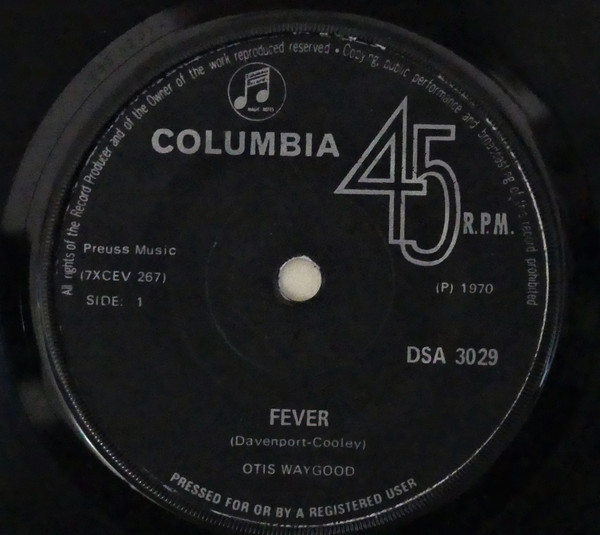 All rights of the Record Producer and of the Owner of the work reproduced reserved • Copying, public performance and broadcasting of this record prohibited
COLUMBIA
45
R.P.M.
Preuss Music
(7XCEV 267)
SIDE: 1
(P) 1970
DSA 3029
FEVER
(Davenport-Cooley)
OTIS WAYGOOD
PRESSED FOR OR BY A REGISTERED USER